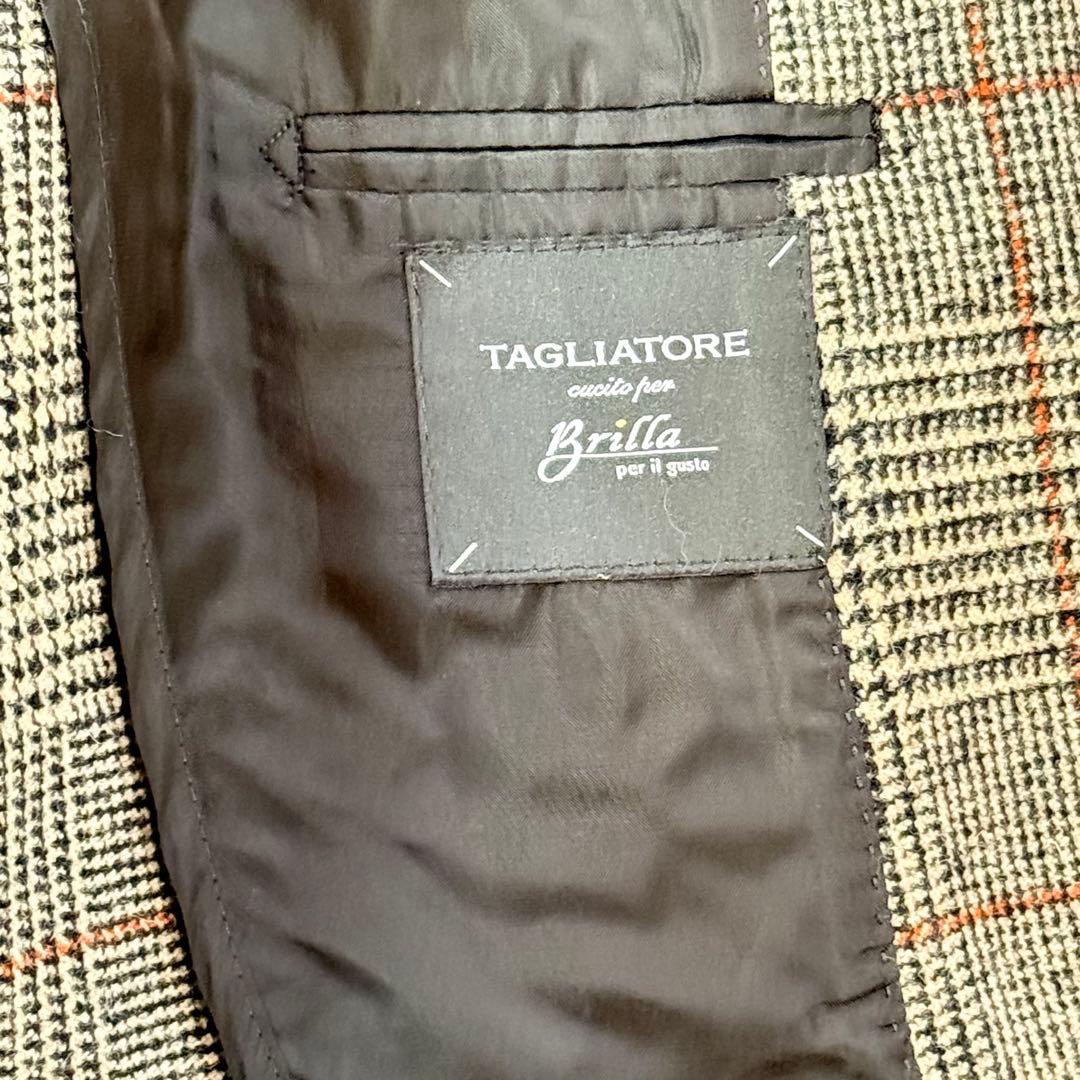 TAGLIATORE
cucito per
Brilla
per il gusto